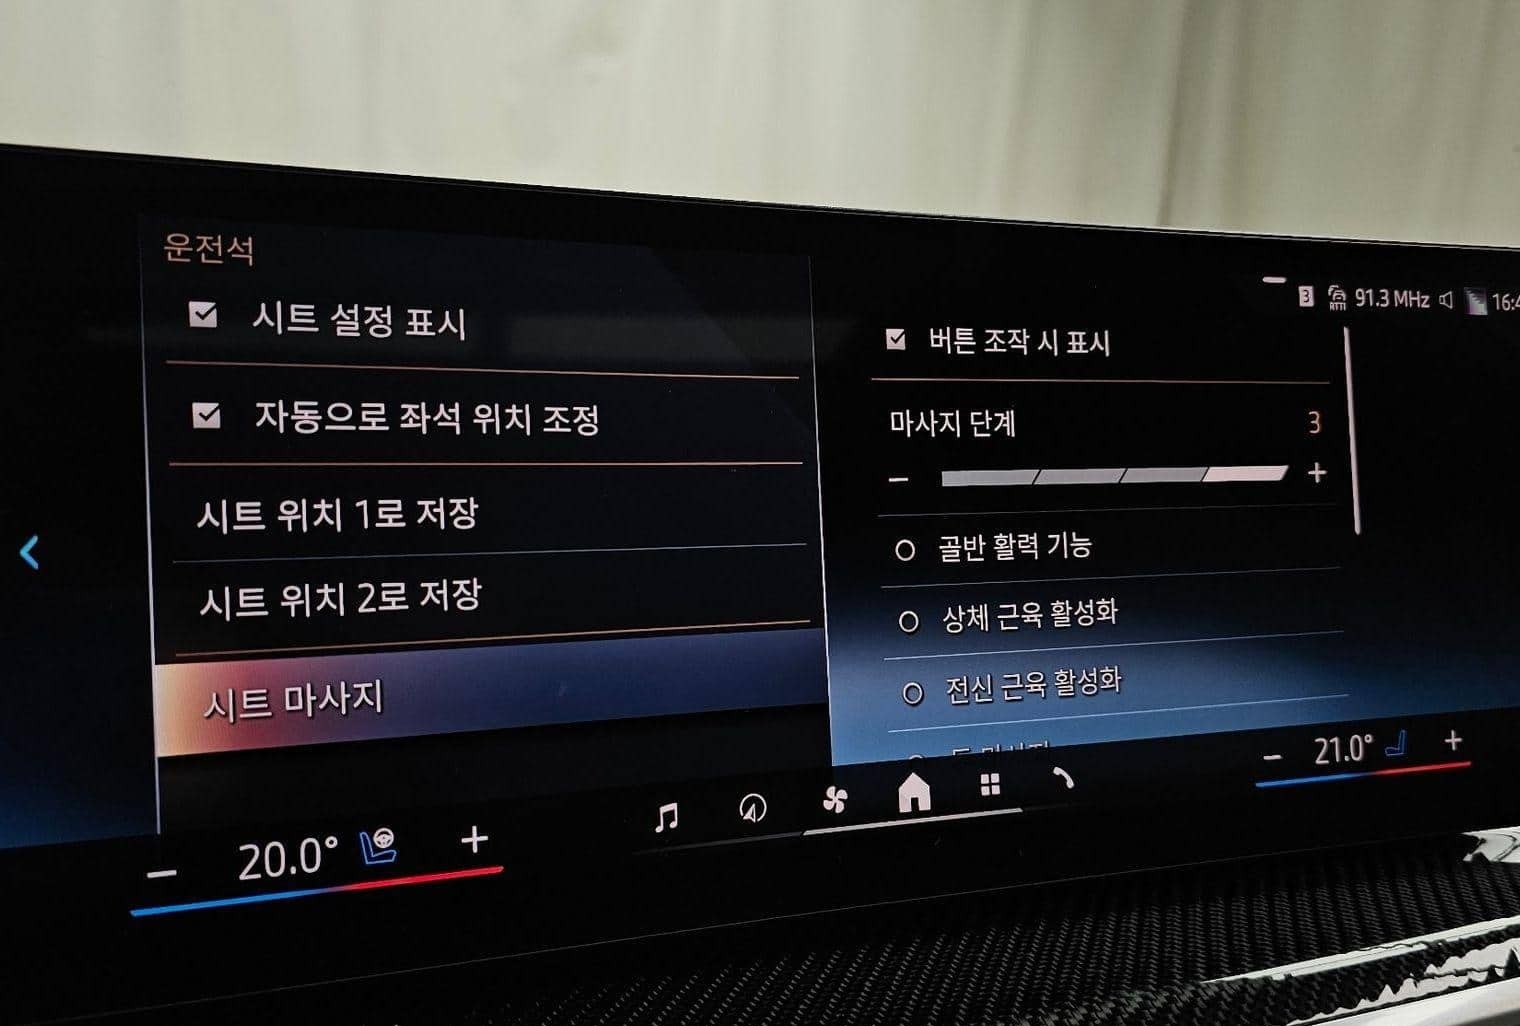 운전석
시트 설정 표시
자동으로 좌석 위치 조정
시트 위치 1로 저장
시트 위치 2로 저장
시트 마사지
3 RTTI 91.3 MHz 16:4
버튼 조작 시 표시
마사지 단계 3
− +
골반 활력 기능
상체 근육 활성화
전신 근육 활성화
− 20.0° +
− 21.0° +